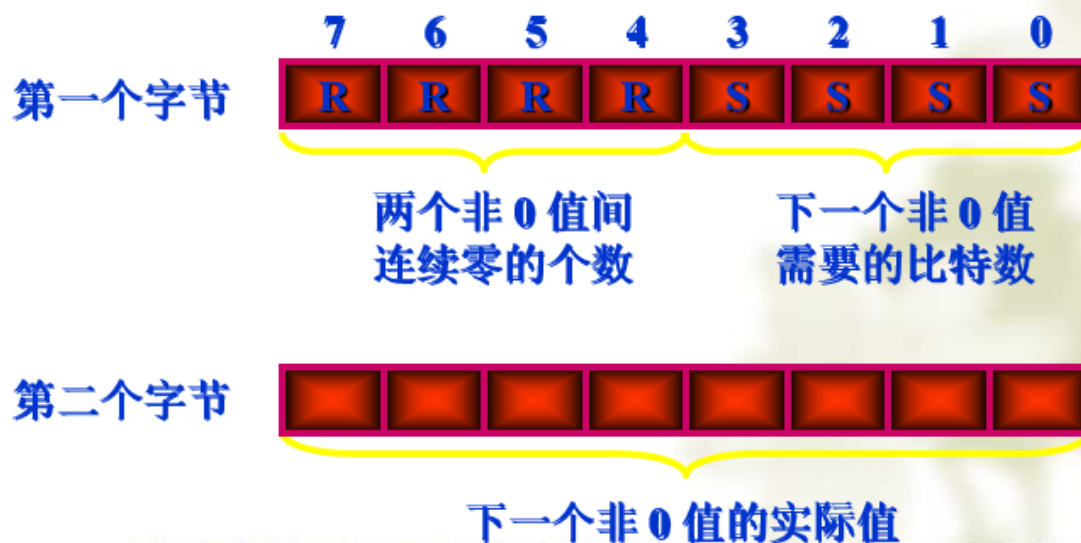 7 6 5 4 3 2 1 0
第一个字节 R R R R S S S S
两个非 0 值间
连续零的个数
下一个非 0 值
需要的比特数
第二个字节
下一个非 0 值的实际值